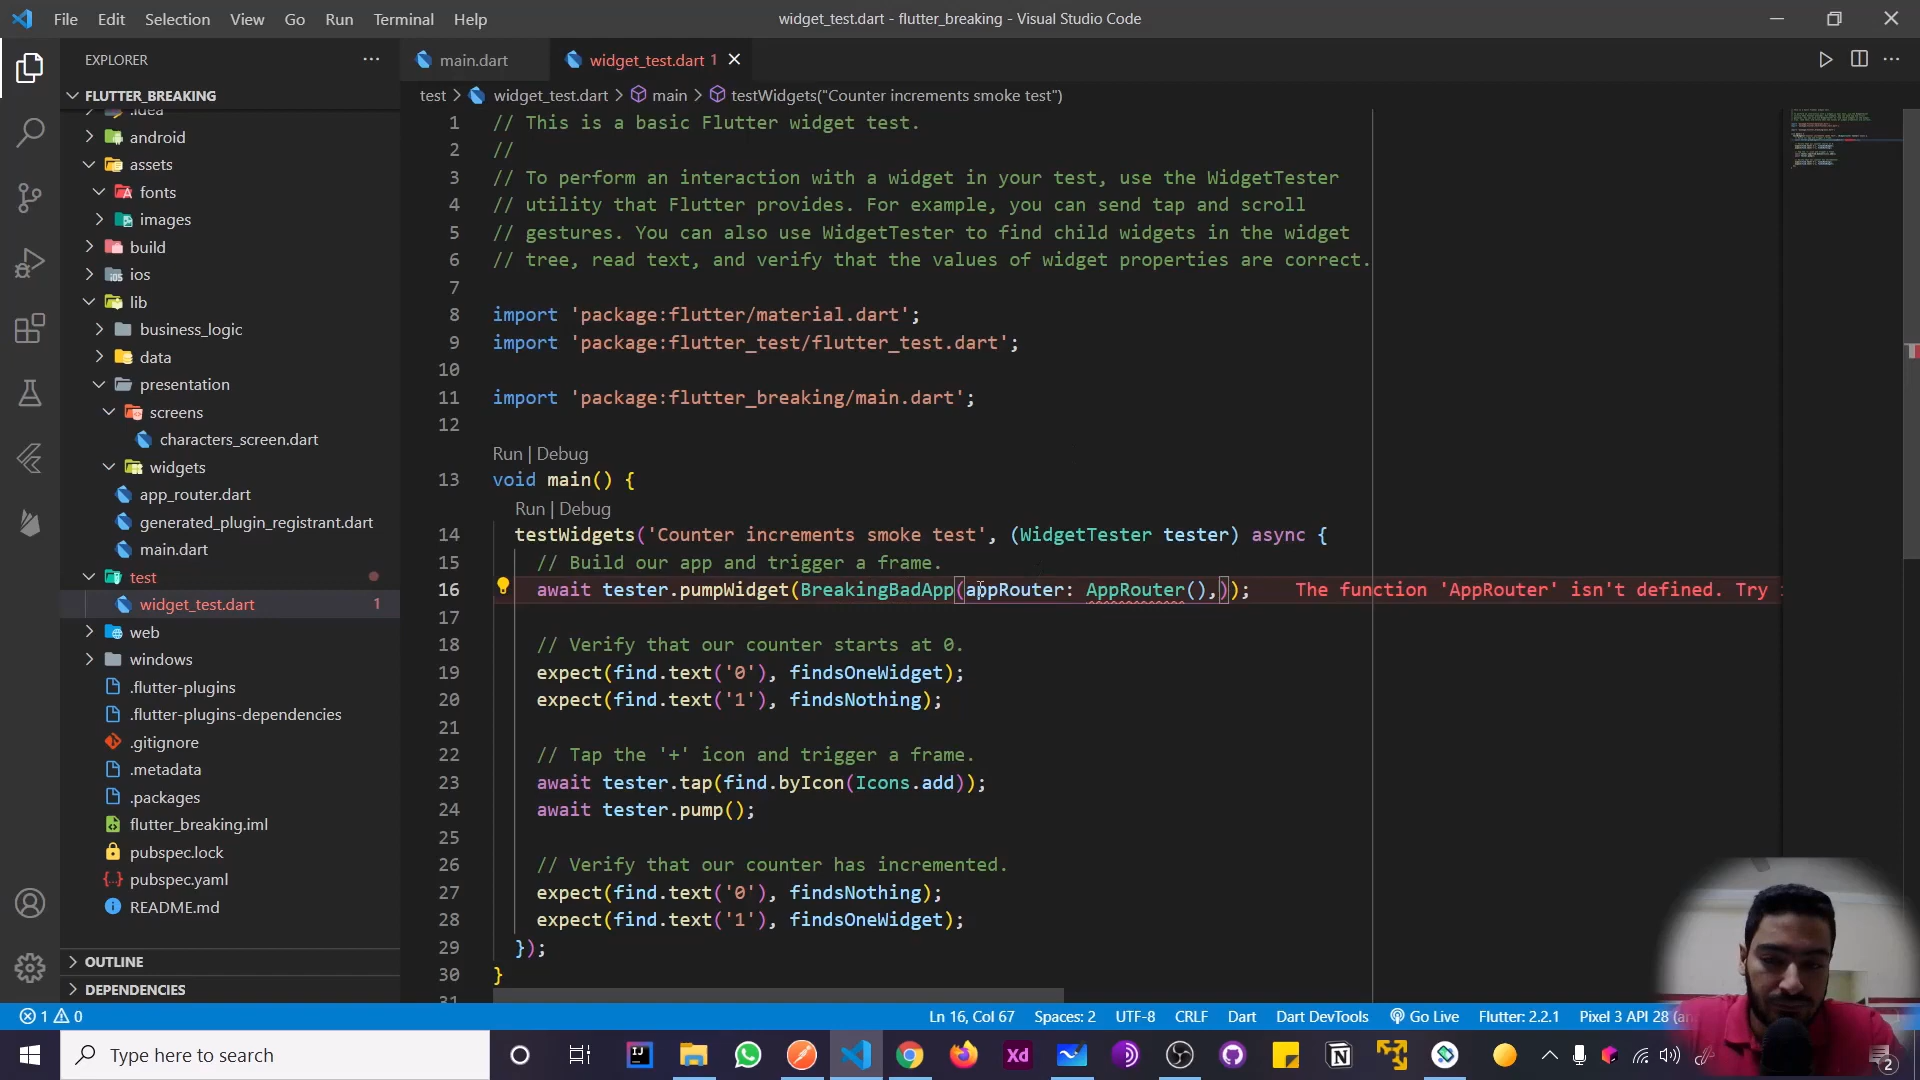 File Edit Selection View Go Run Terminal Help
widget_test.dart - flutter_breaking - Visual Studio Code
EXPLORER
FLUTTER_BREAKING
.idea
android
assets
fonts
images
build
ios
lib
business_logic
data
presentation
screens
characters_screen.dart
widgets
app_router.dart
generated_plugin_registrant.dart
main.dart
test
widget_test.dart 1
web
windows
.flutter-plugins
.flutter-plugins-dependencies
.gitignore
.metadata
.packages
flutter_breaking.iml
pubspec.lock
pubspec.yaml
README.md
OUTLINE
DEPENDENCIES
main.dart
widget_test.dart 1
test > widget_test.dart > main > testWidgets("Counter increments smoke test")
1 // This is a basic Flutter widget test.
2 //
3 // To perform an interaction with a widget in your test, use the WidgetTester
4 // utility that Flutter provides. For example, you can send tap and scroll
5 // gestures. You can also use WidgetTester to find child widgets in the widget
6 // tree, read text, and verify that the values of widget properties are correct.
7
8 import 'package:flutter/material.dart';
9 import 'package:flutter_test/flutter_test.dart';
10
11 import 'package:flutter_breaking/main.dart';
12
Run | Debug
13 void main() {
Run | Debug
14 testWidgets('Counter increments smoke test', (WidgetTester tester) async {
15 // Build our app and trigger a frame.
16 await tester.pumpWidget(BreakingBadApp(appRouter: AppRouter(),)); The function 'AppRouter' isn't defined. Try
17
18 // Verify that our counter starts at 0.
19 expect(find.text('0'), findsOneWidget);
20 expect(find.text('1'), findsNothing);
21
22 // Tap the '+' icon and trigger a frame.
23 await tester.tap(find.byIcon(Icons.add));
24 await tester.pump();
25
26 // Verify that our counter has incremented.
27 expect(find.text('0'), findsNothing);
28 expect(find.text('1'), findsOneWidget);
29 });
30 }
31
1 0
Ln 16, Col 67 Spaces: 2 UTF-8 CRLF Dart Dart DevTools Go Live Flutter: 2.2.1 Pixel 3 API 28
Type here to search
2